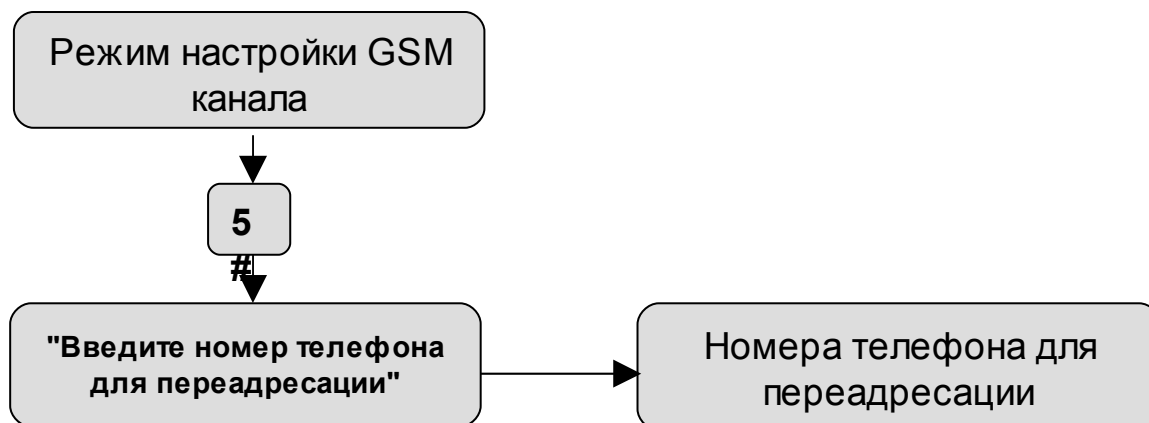 Режим настройки GSM
канала
5
#
"Введите номер телефона
для переадресации"
Номера телефона для
переадресации